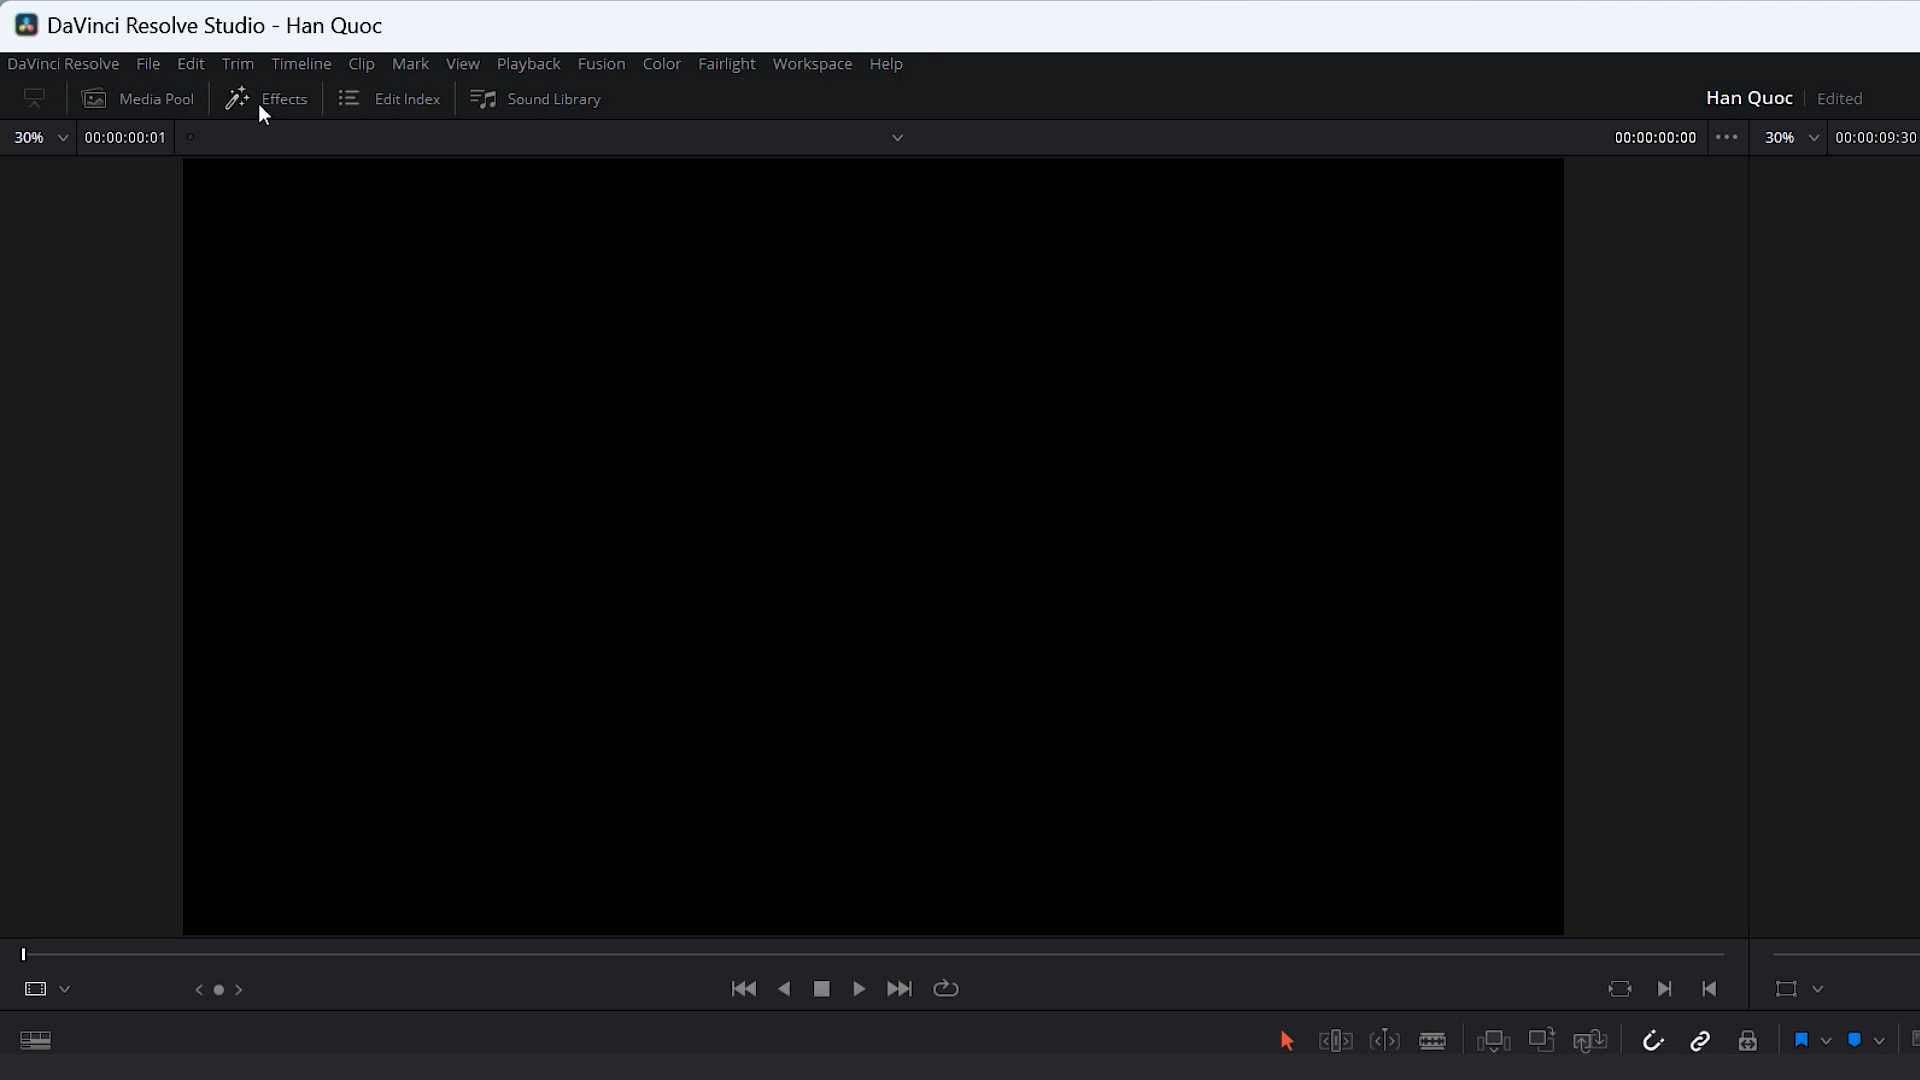 DaVinci Resolve Studio - Han Quoc
DaVinci Resolve File Edit Trim Timeline Clip Mark View Playback Fusion Color Fairlight Workspace Help
Media Pool Effects Edit Index Sound Library Han Quoc Edited
30% 00:00:00:01 00:00:00:00 30% 00:00:09:30